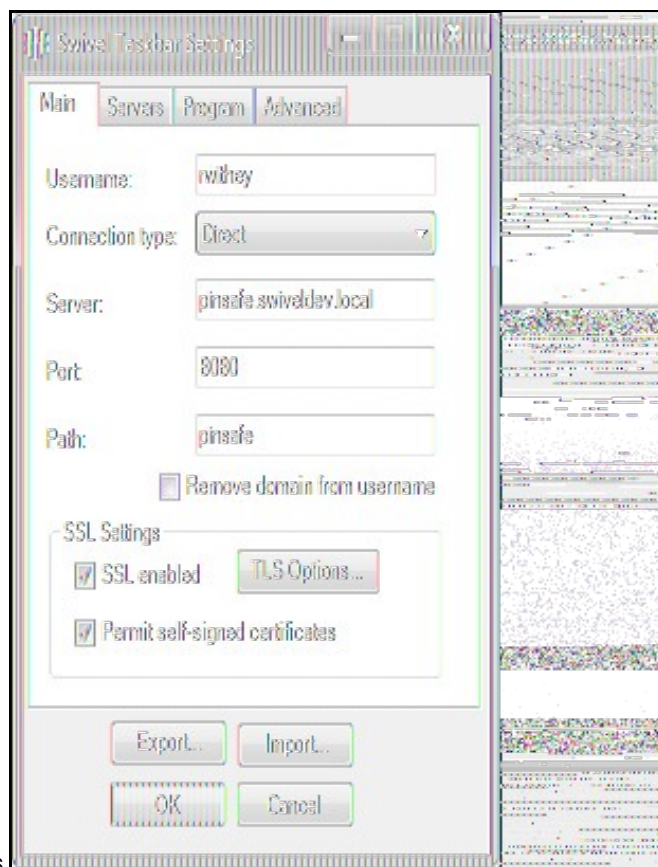 Swivel Taskbar Settings
Main Servers Program Advanced
Username: rwithey
Connection type: Direct
Server: pinsafe.swiveldev.local
Port: 8080
Path: pinsafe
Remove domain from username
SSL Settings
SSL enabled TLS Options...
Permit self-signed certificates
Export... Import...
OK Cancel